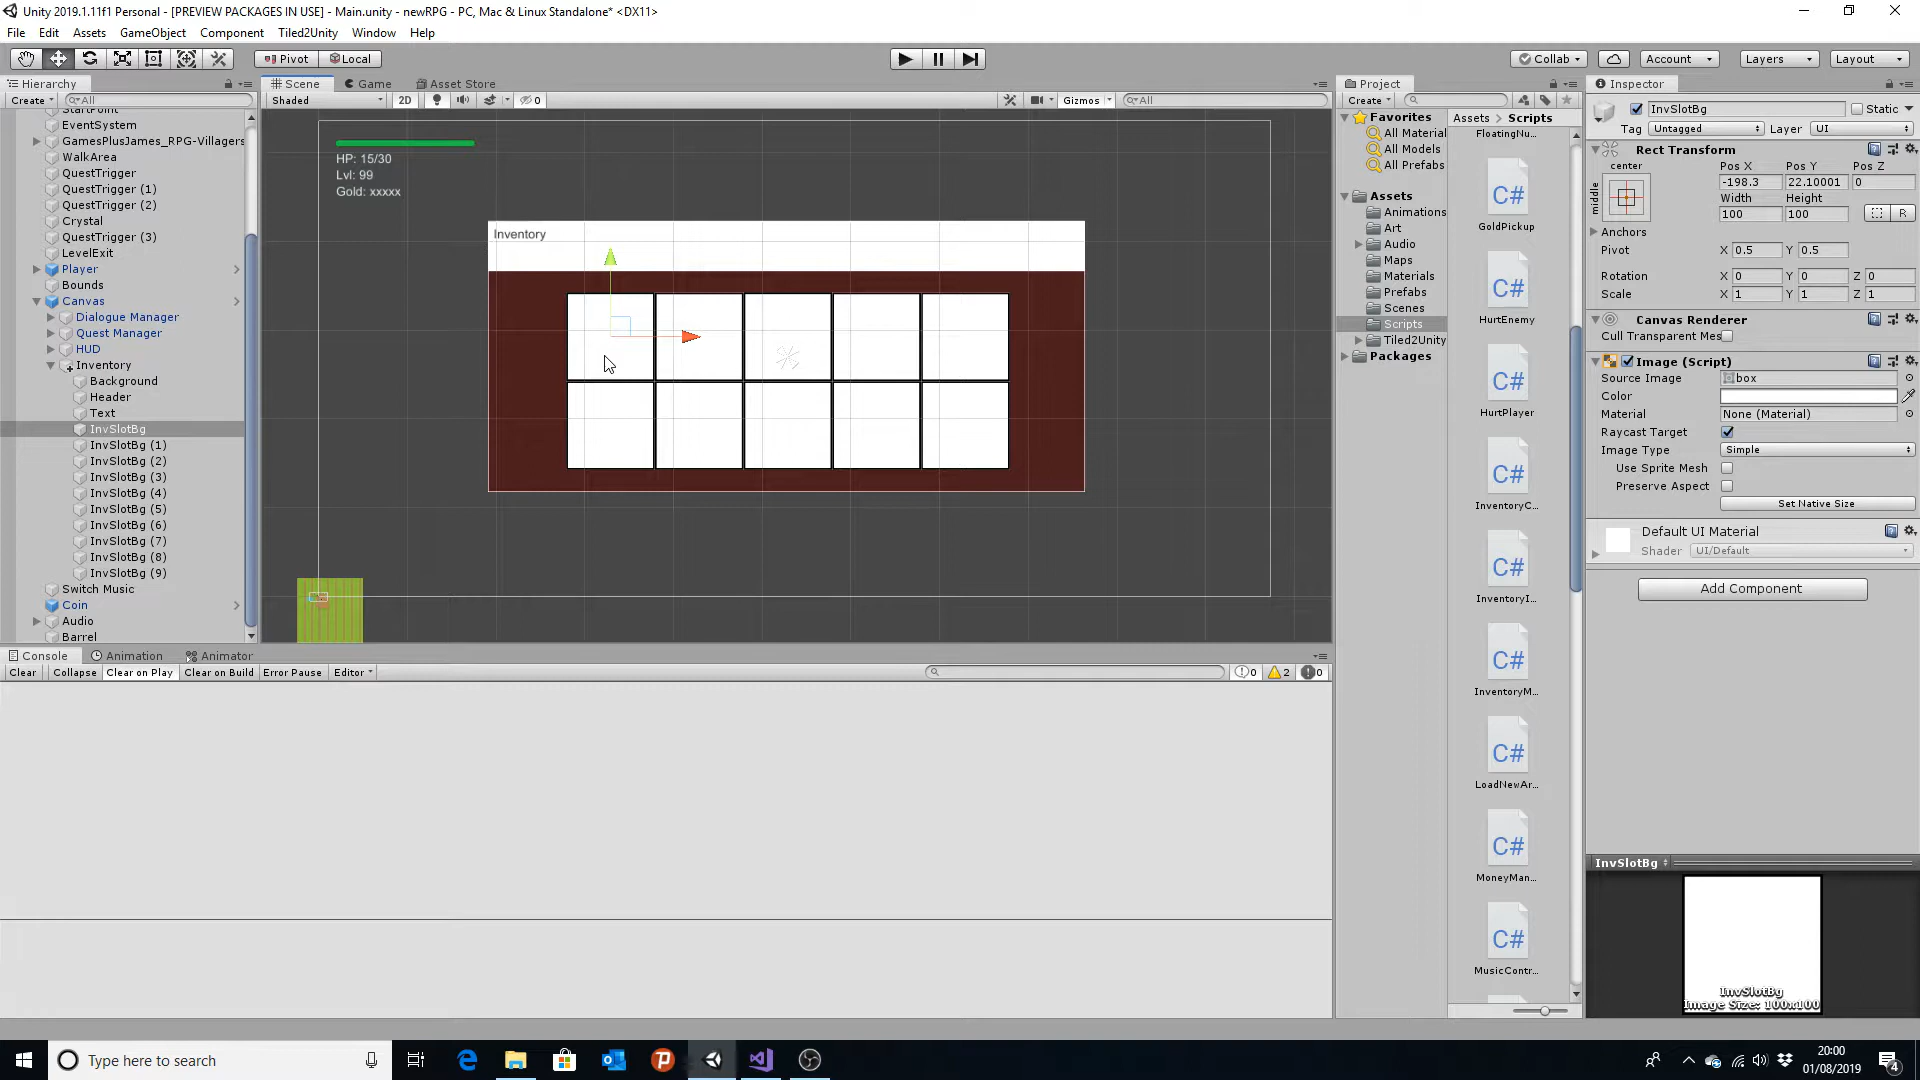 Unity 2019.1.11f1 Personal - [PREVIEW PACKAGES IN USE] - Main.unity - newRPG - PC, Mac & Linux Standalone* <DX11>
File Edit Assets GameObject Component Tiled2Unity Window Help
Pivot Local Collab Account Layers Layout
Hierarchy
Create All
StartPoint
EventSystem
GamesPlusJames_RPG-Villagers
WalkArea
QuestTrigger
QuestTrigger (1)
QuestTrigger (2)
Crystal
QuestTrigger (3)
LevelExit
Player
Bounds
Canvas
Dialogue Manager
Quest Manager
HUD
Inventory
Background
Header
Text
InvSlotBg
InvSlotBg (1)
InvSlotBg (2)
InvSlotBg (3)
InvSlotBg (4)
InvSlotBg (5)
InvSlotBg (6)
InvSlotBg (7)
InvSlotBg (8)
InvSlotBg (9)
Switch Music
Coin
Audio
Barrel
Scene Game Asset Store
Shaded 2D 0 Gizmos All
HP: 15/30
Lvl: 99
Gold: xxxxx
Inventory
Console Animation Animator
Clear Collapse Clear on Play Clear on Build Error Pause Editor 0 2 0
Project
Create
Favorites
All Material
All Models
All Prefabs
Assets
Animations
Art
Audio
Maps
Materials
Prefabs
Scenes
Scripts
Tiled2Unity
Packages
Assets > Scripts
FloatingNu...
C#
GoldPickup
C#
HurtEnemy
C#
HurtPlayer
C#
InventoryC...
C#
InventoryI...
C#
InventoryM...
C#
LoadNewAr...
C#
MoneyMan...
C#
MusicContr...
Inspector
InvSlotBg Static
Tag Untagged Layer UI
Rect Transform
center Pos X Pos Y Pos Z
middle -198.3 22.10001 0
Width Height
100 100 R
Anchors
Pivot X 0.5 Y 0.5
Rotation X 0 Y 0 Z 0
Scale X 1 Y 1 Z 1
Canvas Renderer
Cull Transparent Mes
Image (Script)
Source Image box
Color
Material None (Material)
Raycast Target
Image Type Simple
Use Sprite Mesh
Preserve Aspect
Set Native Size
Default UI Material
Shader UI/Default
Add Component
InvSlotBg
InvSlotBg
Image Size: 100x100
Type here to search
20:00
01/08/2019
4